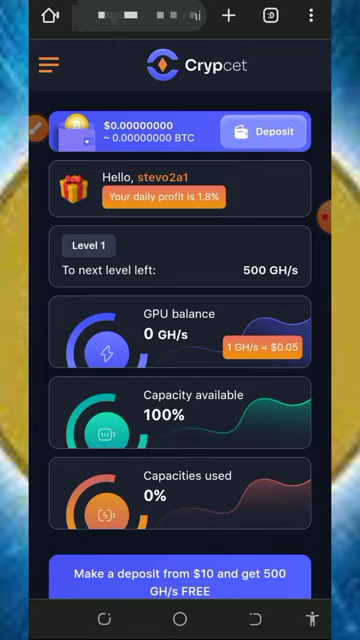 Crypcet
$0.00000000
~ 0.00000000 BTC
Deposit
Hello, stevo2a1
Your daily profit is 1.8%
Level 1
To next level left:
500 GH/s
GPU balance
0 GH/s
1 GH/s = $0.05
Capacity available
100%
Capacities used
0%
Make a deposit from $10 and get 500
GH/s FREE